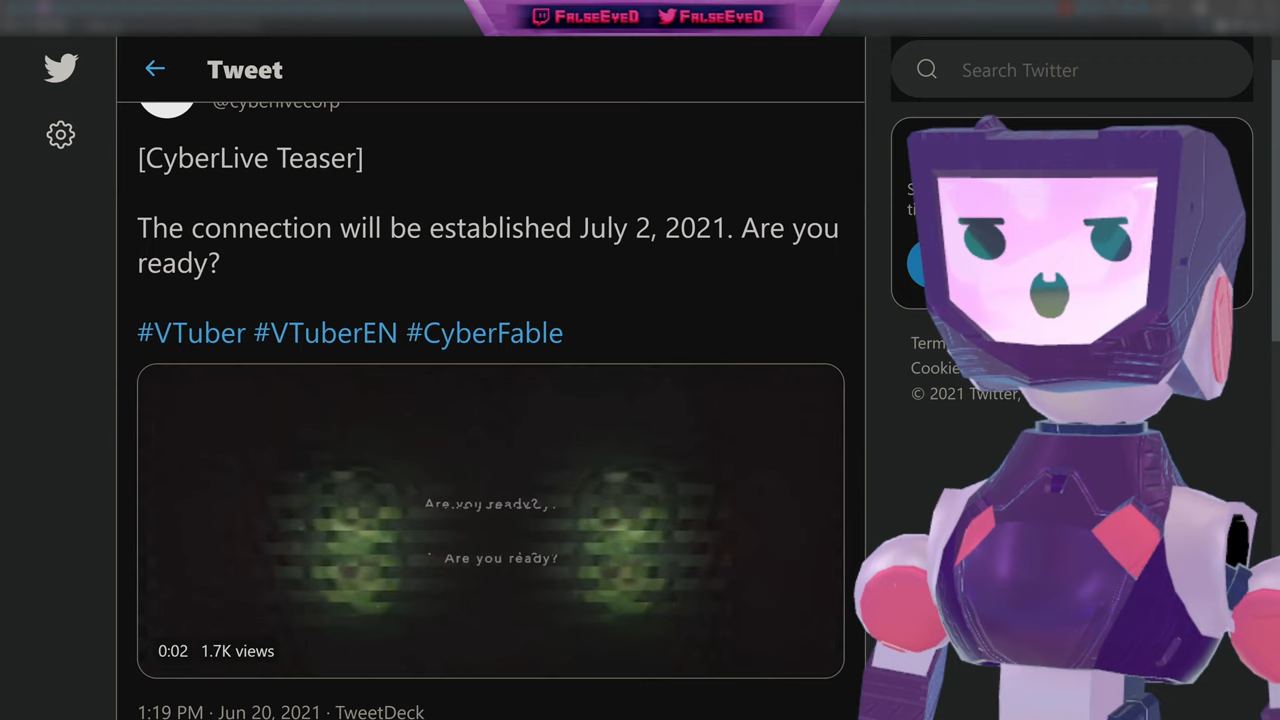 FalseEyeD FalseEyeD
Tweet
Search Twitter
@cyberlivecorp
[CyberLive Teaser]
The connection will be established July 2, 2021. Are you
ready?
#VTuber #VTuberEN #CyberFable
Are you ready?
Are you ready?
0:02 1.7K views
1:19 PM · Jun 20, 2021 · TweetDeck
Term
Cookie
© 2021 Twitter,